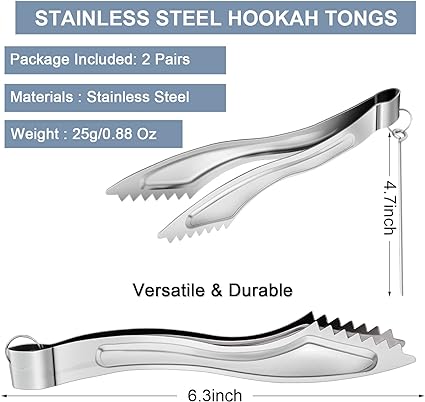 STAINLESS STEEL HOOKAH TONGS
Package Included: 2 Pairs
Materials : Stainless Steel
Weight : 25g/0.88 Oz
4.7inch
Versatile & Durable
6.3inch